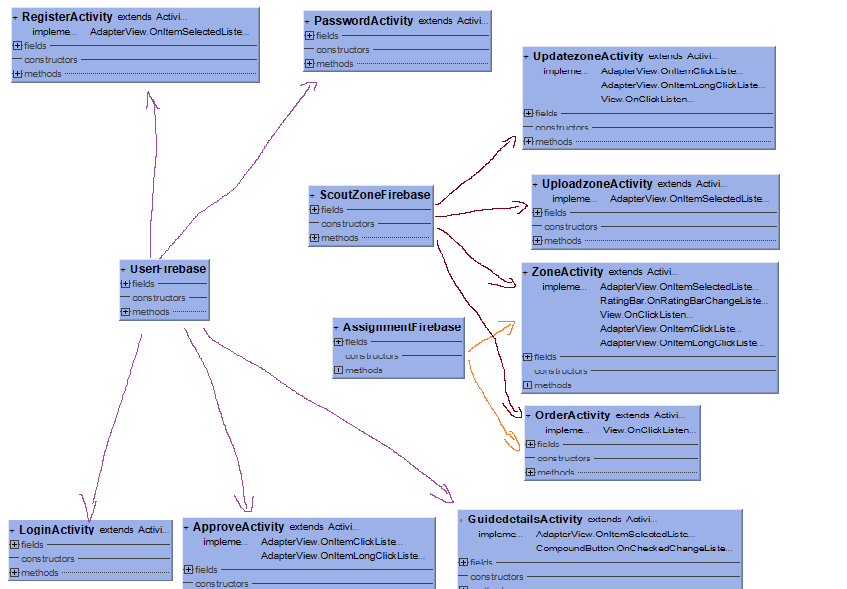 RegisterActivity extends Activi...
impleme... AdapterView.OnItemSelectedListe...
fields
constructors
methods
PasswordActivity extends Activi...
fields
constructors
methods
UpdatezoneActivity extends Activi...
impleme... AdapterView.OnItemClickListe...
AdapterView.OnItemLongClickListe...
View.OnClickListen...
fields
constructors
methods
ScoutZoneFirebase
fields
constructors
methods
UploadzoneActivity extends Activi...
impleme... AdapterView.OnItemSelectedListe...
fields
constructors
methods
UserFirebase
fields
constructors
methods
ZoneActivity extends Activi...
impleme... AdapterView.OnItemSelectedListe...
RatingBar.OnRatingBarChangeListe...
View.OnClickListen...
AdapterView.OnItemClickListe...
AdapterView.OnItemLongClickListe...
fields
constructors
methods
AssignmentFirebase
fields
constructors
methods
OrderActivity extends Activi...
impleme... View.OnClickListen...
fields
constructors
methods
LoginActivity extends Activi...
fields
constructors
methods
ApproveActivity extends Activi...
impleme... AdapterView.OnItemClickListe...
AdapterView.OnItemLongClickListe...
fields
constructors
GuidedetailsActivity extends Activi...
impleme... AdapterView.OnItemSelectedListe...
CompoundButton.OnCheckedChangeListe...
fields
constructors